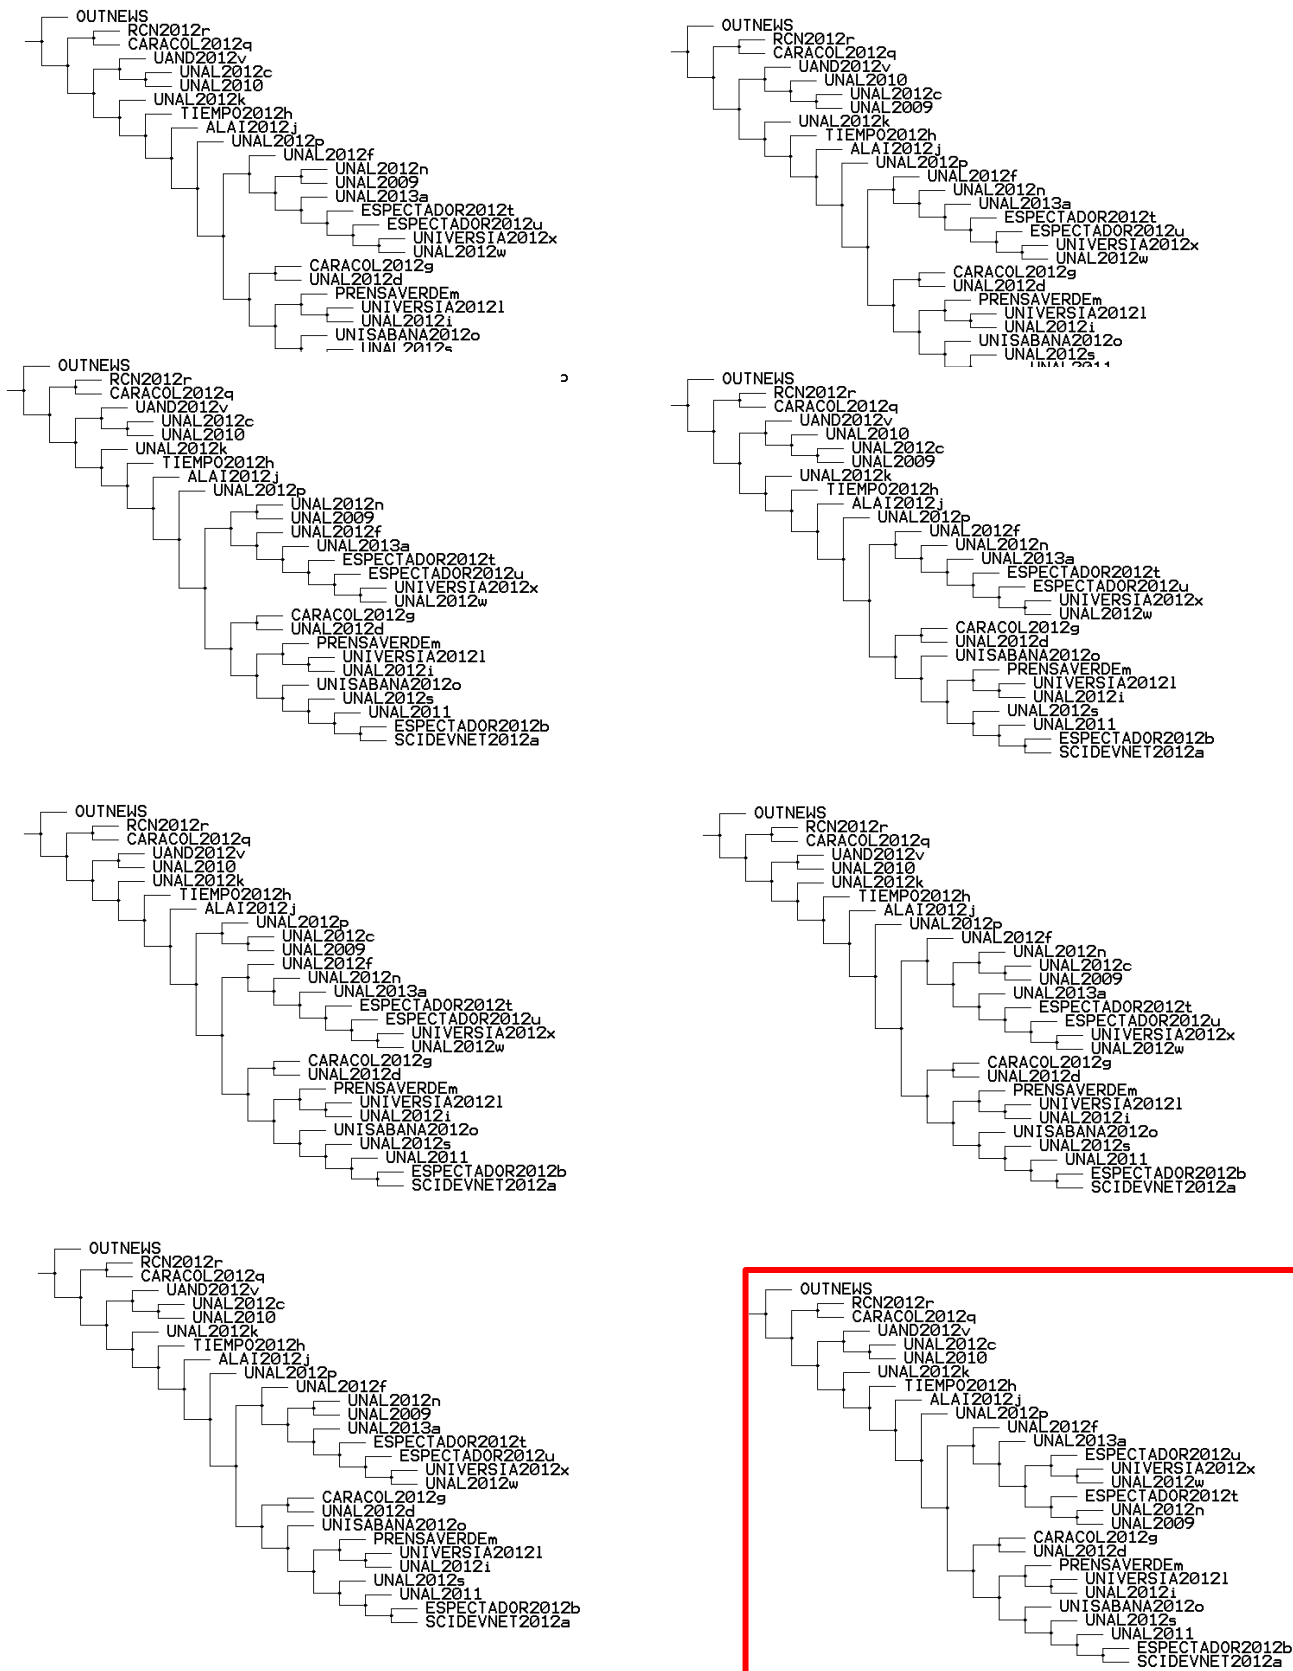 OUTNEWS
RCN2012r
CARACOL2012q
UAND2012v
UNAL2012c
UNAL2010
UNAL2012k
TIEMPO2012h
ALAI2012j
UNAL2012p
UNAL2012f
UNAL2012n
UNAL2009
UNAL2013a
ESPECTADOR2012t
ESPECTADOR2012u
UNIVERSIA2012x
UNAL2012w
CARACOL2012g
UNAL2012d
PRENSAVERDEm
UNIVERSIA2012l
UNAL2012i
UNISABANA2012o
UNAL2012s
OUTNEWS
RCN2012r
CARACOL2012q
UAND2012v
UNAL2010
UNAL2012c
UNAL2009
UNAL2012k
TIEMPO2012h
ALAI2012j
UNAL2012p
UNAL2012f
UNAL2012n
UNAL2013a
ESPECTADOR2012t
ESPECTADOR2012u
UNIVERSIA2012x
UNAL2012w
CARACOL2012g
UNAL2012d
PRENSAVERDEm
UNIVERSIA2012l
UNAL2012i
UNISABANA2012o
UNAL2012s
UNAL2011
OUTNEWS
RCN2012r
CARACOL2012q
UAND2012v
UNAL2012c
UNAL2010
UNAL2012k
TIEMPO2012h
ALAI2012j
UNAL2012p
UNAL2012n
UNAL2009
UNAL2012f
UNAL2013a
ESPECTADOR2012t
ESPECTADOR2012u
UNIVERSIA2012x
UNAL2012w
CARACOL2012g
UNAL2012d
PRENSAVERDEm
UNIVERSIA2012l
UNAL2012i
UNISABANA2012o
UNAL2012s
UNAL2011
ESPECTADOR2012b
SCIDEVNET2012a
OUTNEWS
RCN2012r
CARACOL2012q
UAND2012v
UNAL2010
UNAL2012c
UNAL2009
UNAL2012k
TIEMPO2012h
ALAI2012j
UNAL2012p
UNAL2012f
UNAL2012n
UNAL2013a
ESPECTADOR2012t
ESPECTADOR2012u
UNIVERSIA2012x
UNAL2012w
CARACOL2012g
UNAL2012d
UNISABANA2012o
PRENSAVERDEm
UNIVERSIA2012l
UNAL2012i
UNAL2012s
UNAL2011
ESPECTADOR2012b
SCIDEVNET2012a
OUTNEWS
RCN2012r
CARACOL2012q
UAND2012v
UNAL2010
UNAL2012k
TIEMPO2012h
ALAI2012j
UNAL2012p
UNAL2012c
UNAL2009
UNAL2012f
UNAL2012n
UNAL2013a
ESPECTADOR2012t
ESPECTADOR2012u
UNIVERSIA2012x
UNAL2012w
CARACOL2012g
UNAL2012d
PRENSAVERDEm
UNIVERSIA2012l
UNAL2012i
UNISABANA2012o
UNAL2012s
UNAL2011
ESPECTADOR2012b
SCIDEVNET2012a
OUTNEWS
RCN2012r
CARACOL2012q
UAND2012v
UNAL2010
UNAL2012k
TIEMPO2012h
ALAI2012j
UNAL2012p
UNAL2012f
UNAL2012n
UNAL2012c
UNAL2009
UNAL2013a
ESPECTADOR2012t
ESPECTADOR2012u
UNIVERSIA2012x
UNAL2012w
CARACOL2012g
UNAL2012d
PRENSAVERDEm
UNIVERSIA2012l
UNAL2012i
UNISABANA2012o
UNAL2012s
UNAL2011
ESPECTADOR2012b
SCIDEVNET2012a
OUTNEWS
RCN2012r
CARACOL2012q
UAND2012v
UNAL2012c
UNAL2010
UNAL2012k
TIEMPO2012h
ALAI2012j
UNAL2012p
UNAL2012f
UNAL2012n
UNAL2009
UNAL2013a
ESPECTADOR2012t
ESPECTADOR2012u
UNIVERSIA2012x
UNAL2012w
CARACOL2012g
UNAL2012d
UNISABANA2012o
PRENSAVERDEm
UNIVERSIA2012l
UNAL2012i
UNAL2012s
UNAL2011
ESPECTADOR2012b
SCIDEVNET2012a
OUTNEWS
RCN2012r
CARACOL2012q
UAND2012v
UNAL2012c
UNAL2010
UNAL2012k
TIEMPO2012h
ALAI2012j
UNAL2012p
UNAL2012f
UNAL2013a
ESPECTADOR2012u
UNIVERSIA2012x
UNAL2012w
ESPECTADOR2012t
UNAL2012n
UNAL2009
CARACOL2012g
UNAL2012d
PRENSAVERDEm
UNIVERSIA2012l
UNAL2012i
UNISABANA2012o
UNAL2012s
UNAL2011
ESPECTADOR2012b
SCIDEVNET2012a